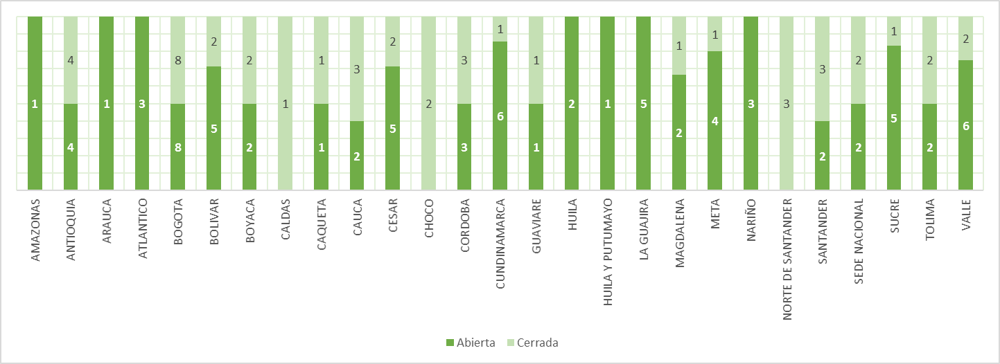 1
4
4
1
3
8
8
2
5
2
2
1
1
1
3
2
2
5
2
3
3
1
6
1
1
2
1
5
1
2
1
4
3
3
3
2
2
2
1
5
2
2
2
6
AMAZONAS
ANTIOQUIA
ARAUCA
ATLANTICO
BOGOTA
BOLIVAR
BOYACA
CALDAS
CAQUETA
CAUCA
CESAR
CHOCO
CORDOBA
CUNDINAMARCA
GUAVIARE
HUILA
HUILA Y PUTUMAYO
LA GUAJIRA
MAGDALENA
META
NARIÑO
NORTE DE SANTANDER
SANTANDER
SEDE NACIONAL
SUCRE
TOLIMA
VALLE
Abierta
Cerrada